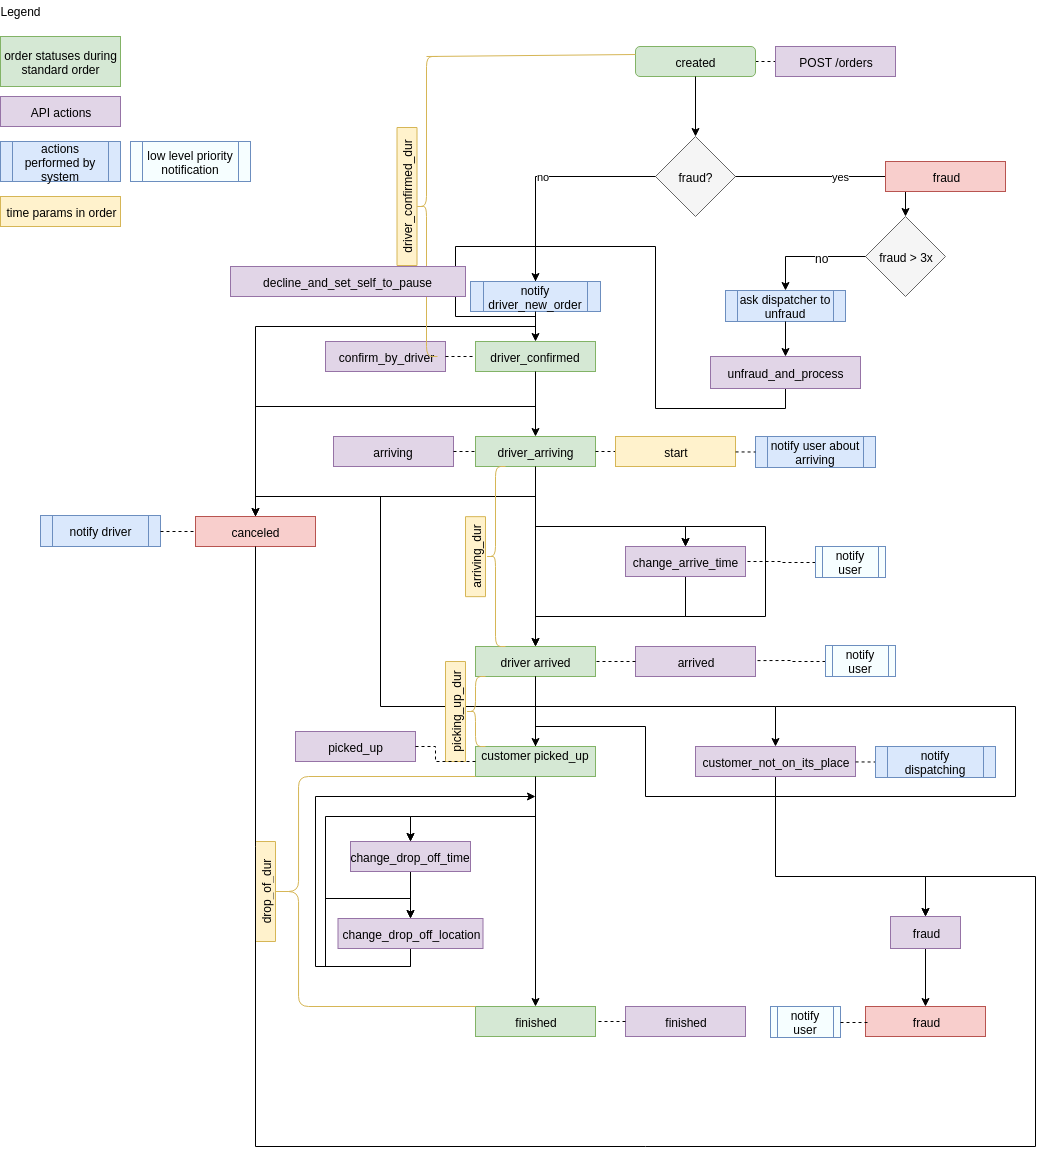 Legend
order statuses during
standard order
API actions
actions
performed by
system
low level priority
notification
time params in order
created
POST /orders
driver_confirmed_dur
fraud?
no
yes
fraud
fraud > 3x
no
decline_and_set_self_to_pause
notify
driver_new_order
ask dispatcher to
unfraud
confirm_by_driver
driver_confirmed
unfraud_and_process
arriving
driver_arriving
start
notify user about
arriving
notify driver
canceled
arriving_dur
change_arrive_time
notify
user
driver arrived
arrived
notify
user
picking_up_dur
picked_up
customer picked_up
customer_not_on_its_place
notify
dispatching
drop_of_dur
change_drop_off_time
change_drop_off_location
fraud
finished
finished
notify
user
fraud